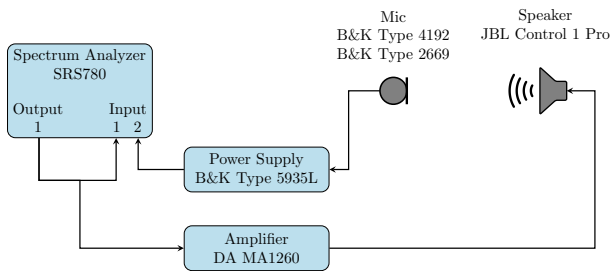 Mic
B&K Type 4192
B&K Type 2669
Speaker
JBL Control 1 Pro
Spectrum Analyzer
SRS780
Output Input
1 1 2
Power Supply
B&K Type 5935L
Amplifier
DA MA1260